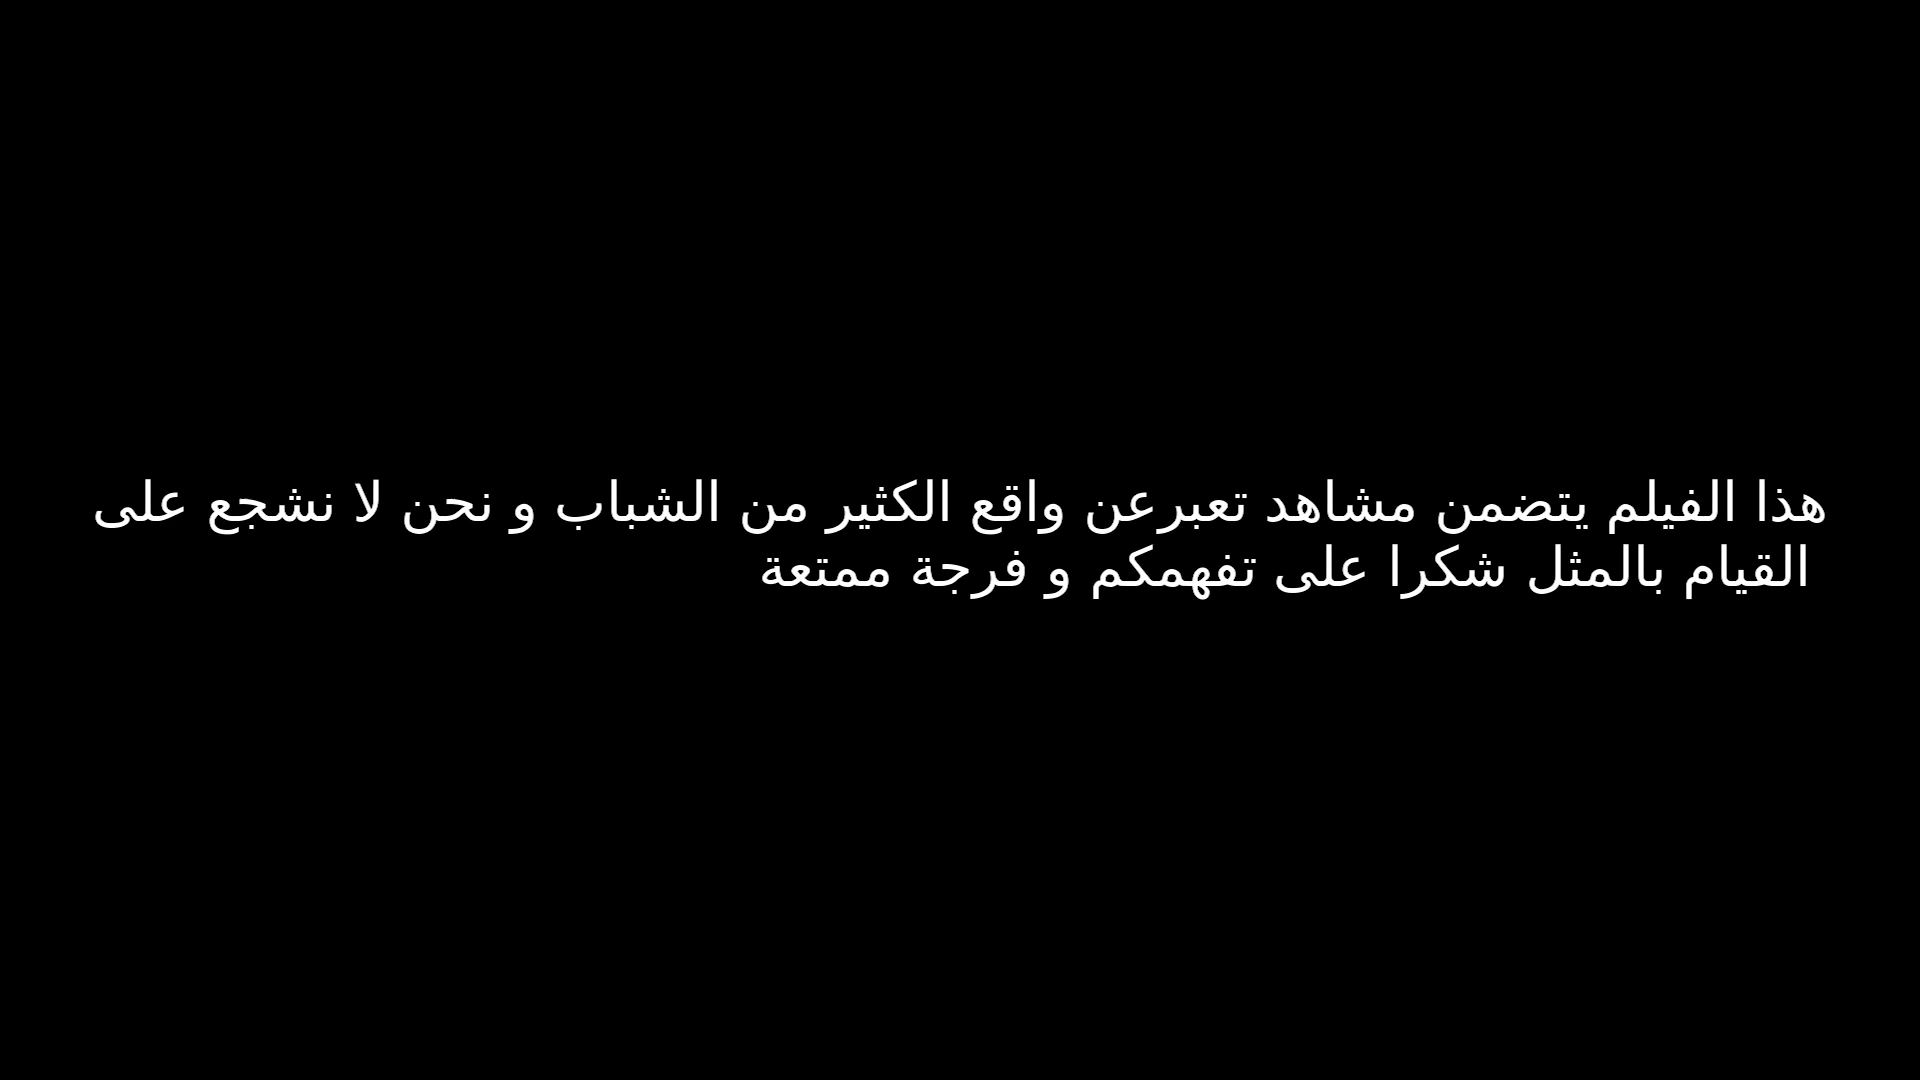 هذا الفيلم يتضمن مشاهد تعبرعن واقع الكثير من الشباب و نحن لا نشجع على
القيام بالمثل شكرا على تفهمكم و فرجة ممتعة